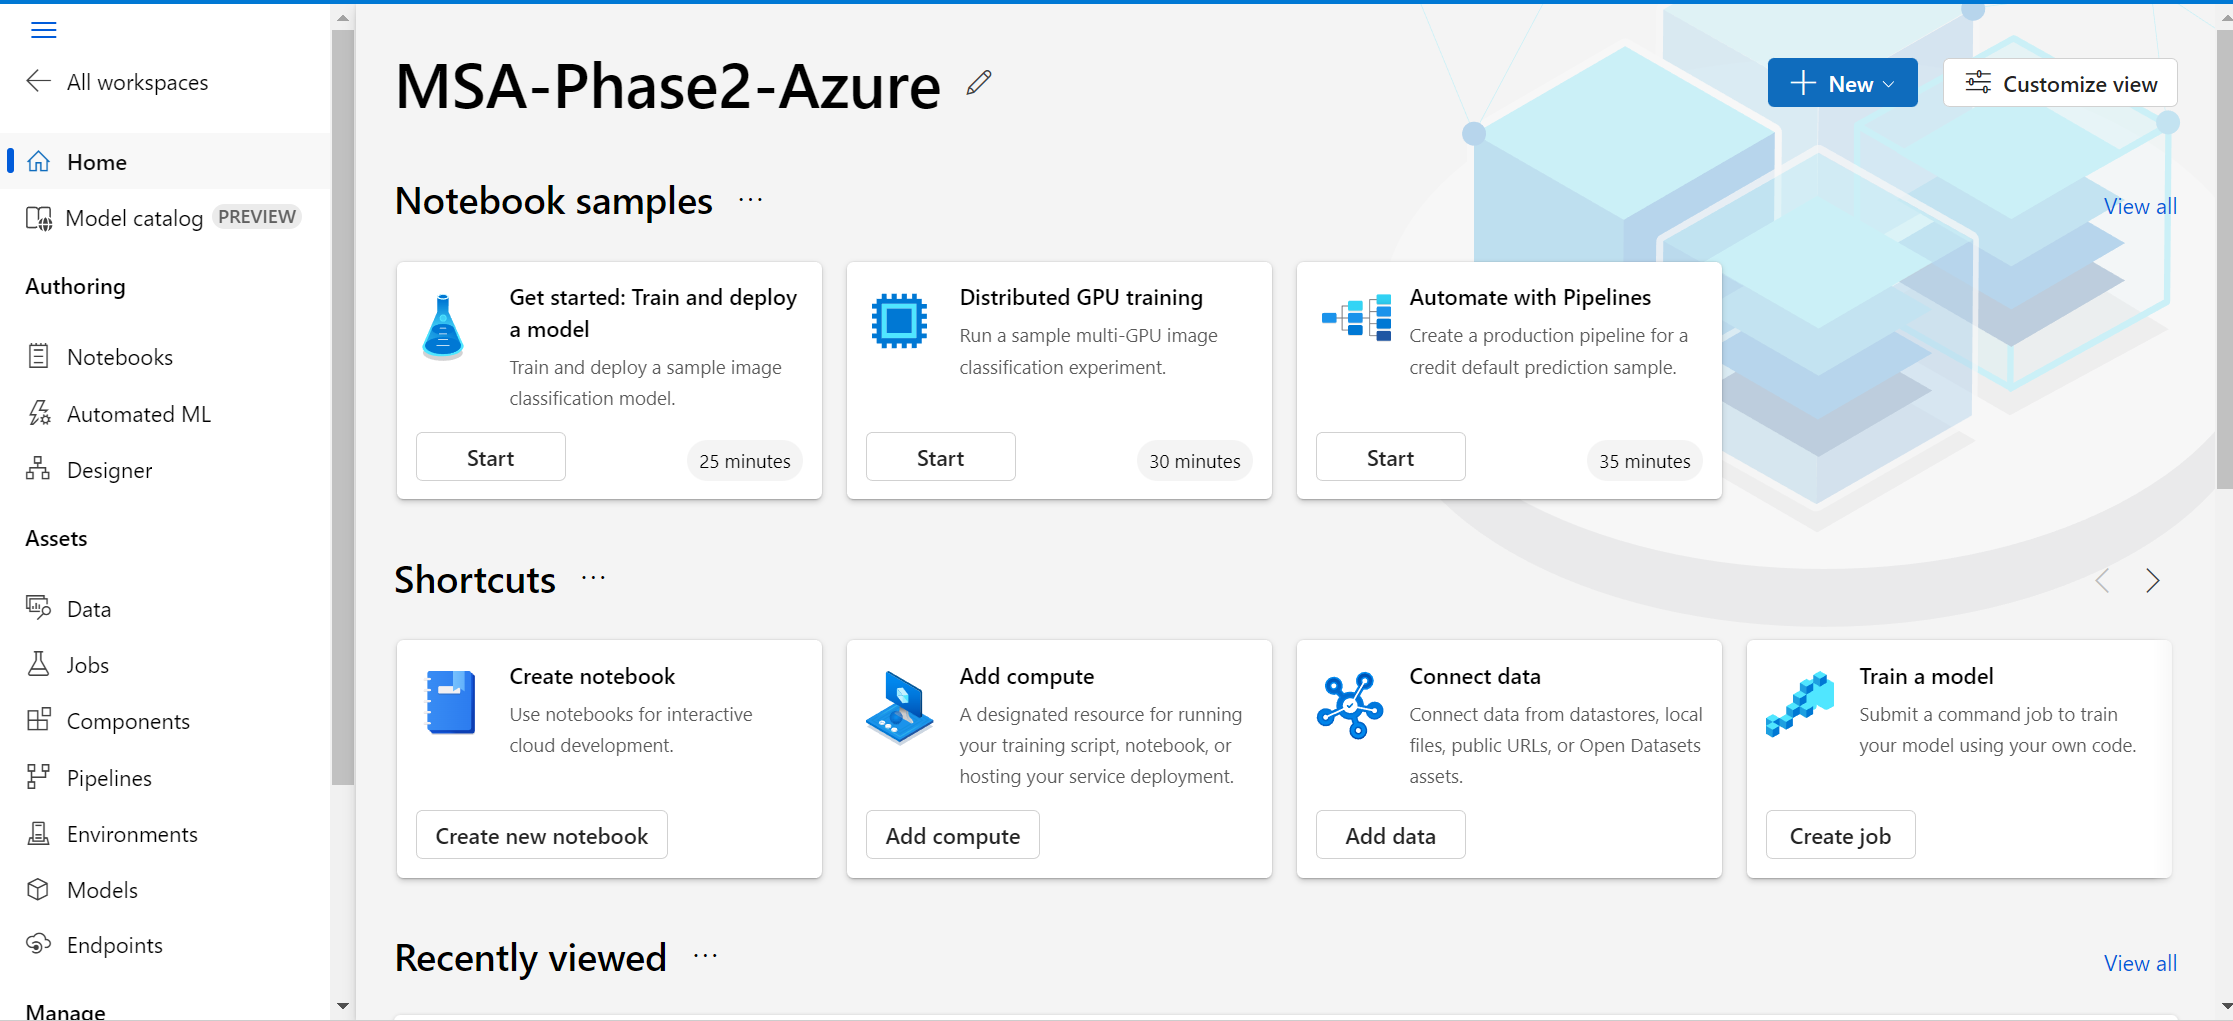 All workspaces
Home
Model catalog PREVIEW
Authoring
Notebooks
Automated ML
Designer
Assets
Data
Jobs
Components
Pipelines
Environments
Models
Endpoints
Manage
MSA-Phase2-Azure
New
Customize view
Notebook samples ...
View all
Get started: Train and deploy
a model
Train and deploy a sample image
classification model.
Start
25 minutes
Distributed GPU training
Run a sample multi-GPU image
classification experiment.
Start
30 minutes
Automate with Pipelines
Create a production pipeline for a
credit default prediction sample.
Start
35 minutes
Shortcuts ...
Create notebook
Use notebooks for interactive
cloud development.
Create new notebook
Add compute
A designated resource for running
your training script, notebook, or
hosting your service deployment.
Add compute
Connect data
Connect data from datastores, local
files, public URLs, or Open Datasets
assets.
Add data
Train a model
Submit a command job to train
your model using your own code.
Create job
Recently viewed ...
View all